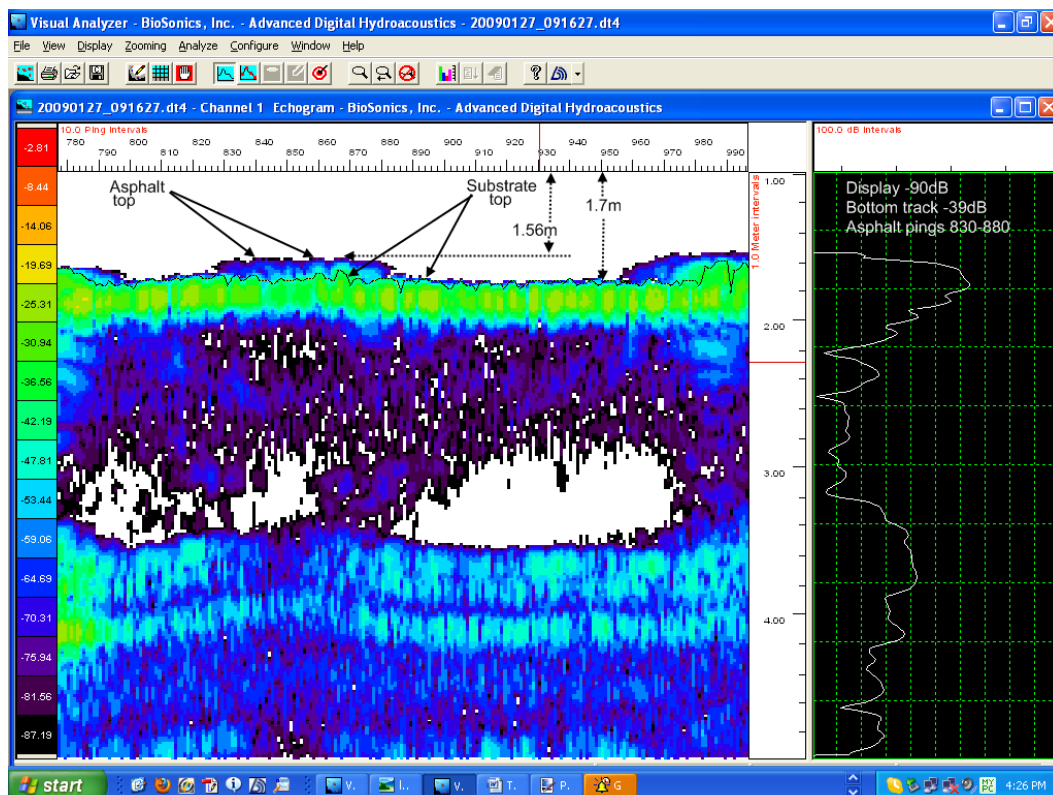 Visual Analyzer - BioSonics, Inc. - Advanced Digital Hydroacoustics - 20090127_091627.dt4
File View Display Zooming Analyze Configure Window Help
20090127_091627.dt4 - Channel 1 Echogram - BioSonics, Inc. - Advanced Digital Hydroacoustics
10.0 Ping Intervals
780 800 820 840 860 880 900 920 940 960 980
790 810 830 850 870 890 910 930 950 970 990
100.0 dB Intervals
-2.81
-8.44
-14.06
-19.69
-25.31
-30.94
-36.56
-42.19
-47.81
-53.44
-59.06
-64.69
-70.31
-75.94
-81.56
-87.19
Asphalt
top
Substrate
top
1.56m
1.7m
1.0 Meter intervals
1.00
2.00
3.00
4.00
Display -90dB
Bottom track -39dB
Asphalt pings 830-880
start
V.
I..
v.
T.
P.
G
MY
PC
4:26 PM